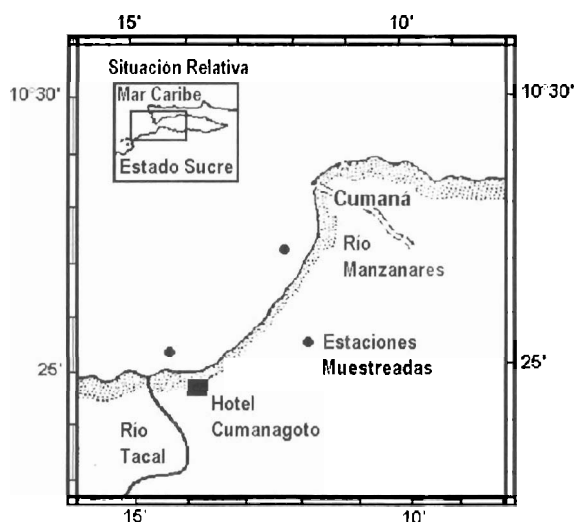 15'
10'
Situación Relativa
10°30'
10°30'
Mar Caribe
Estado Sucre
Cumaná
Río
Manzanares
Estaciones
Muestreadas
25'
25'
Hotel
Cumanagoto
Río
Tacal
15'
10'